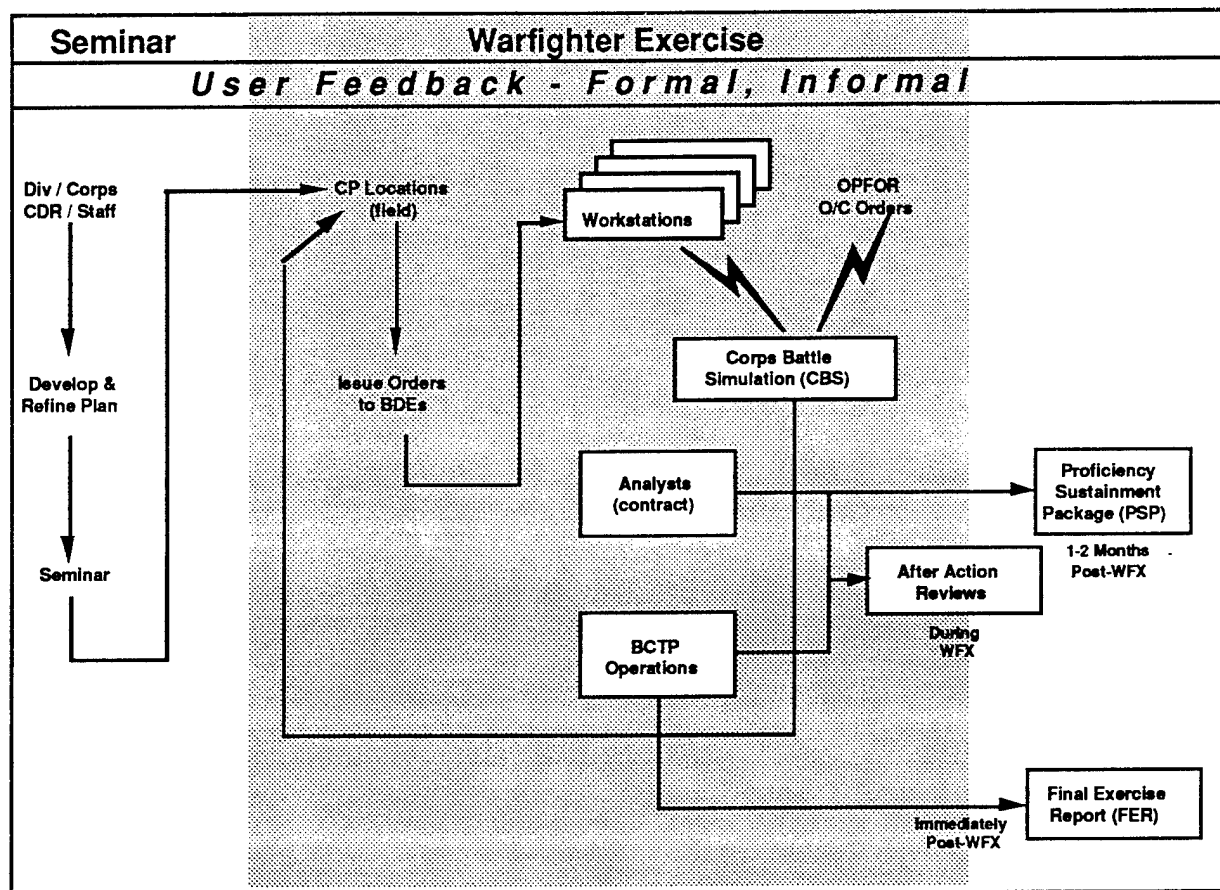 Seminar
Warfighter Exercise
User Feedback - Formal, Informal
Div / Corps
CDR / Staff
Develop &
Refine Plan
Seminar
CP Locations
(field)
Issue Orders
to BDEs
Workstations
OPFOR
O/C Orders
Corps Battle
Simulation (CBS)
Analysts
(contract)
BCTP
Operations
Proficiency
Sustainment
Package (PSP)
1-2 Months
Post-WFX
After Action
Reviews
During
WFX
Final Exercise
Report (FER)
Immediately
Post-WFX